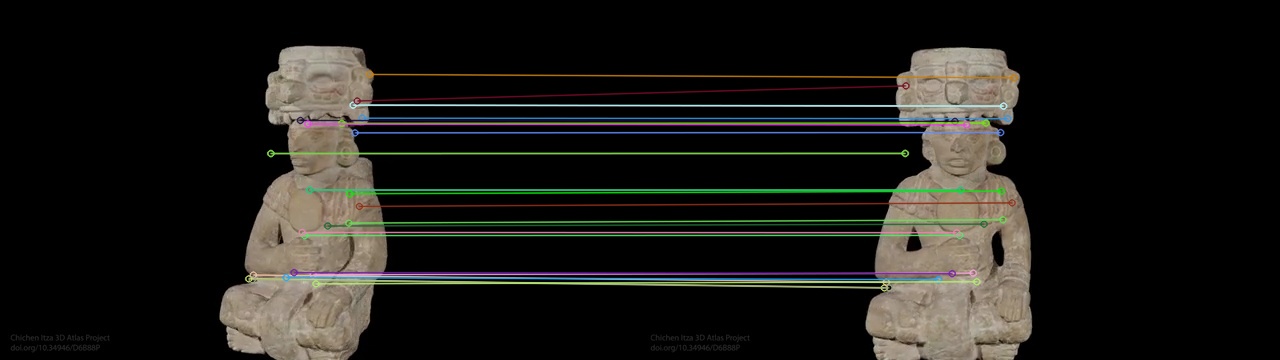 Chichen Itza 3D Atlas Project
doi.org/10.34946/D6B88P
Chichen Itza 3D Atlas Project
doi.org/10.34946/D6B88P